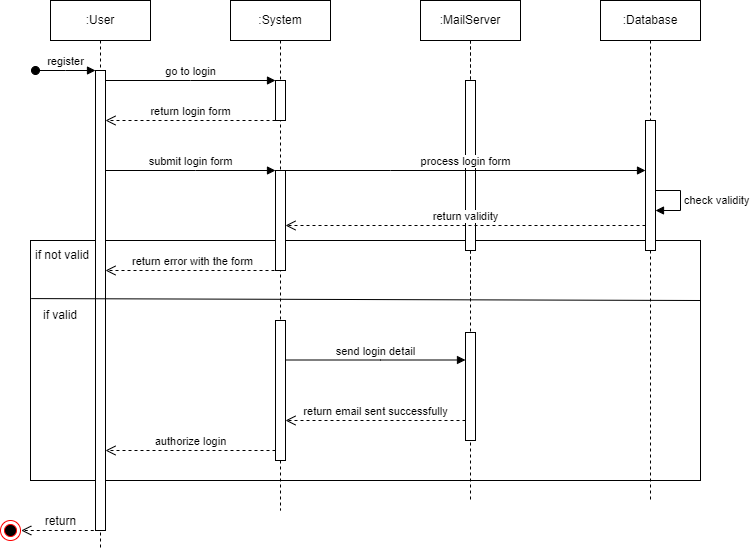 :User
:System
:MailServer
:Database
register
go to login
return login form
submit login form
process login form
check validity
return validity
if not valid
return error with the form
if valid
send login detail
return email sent successfully
authorize login
return